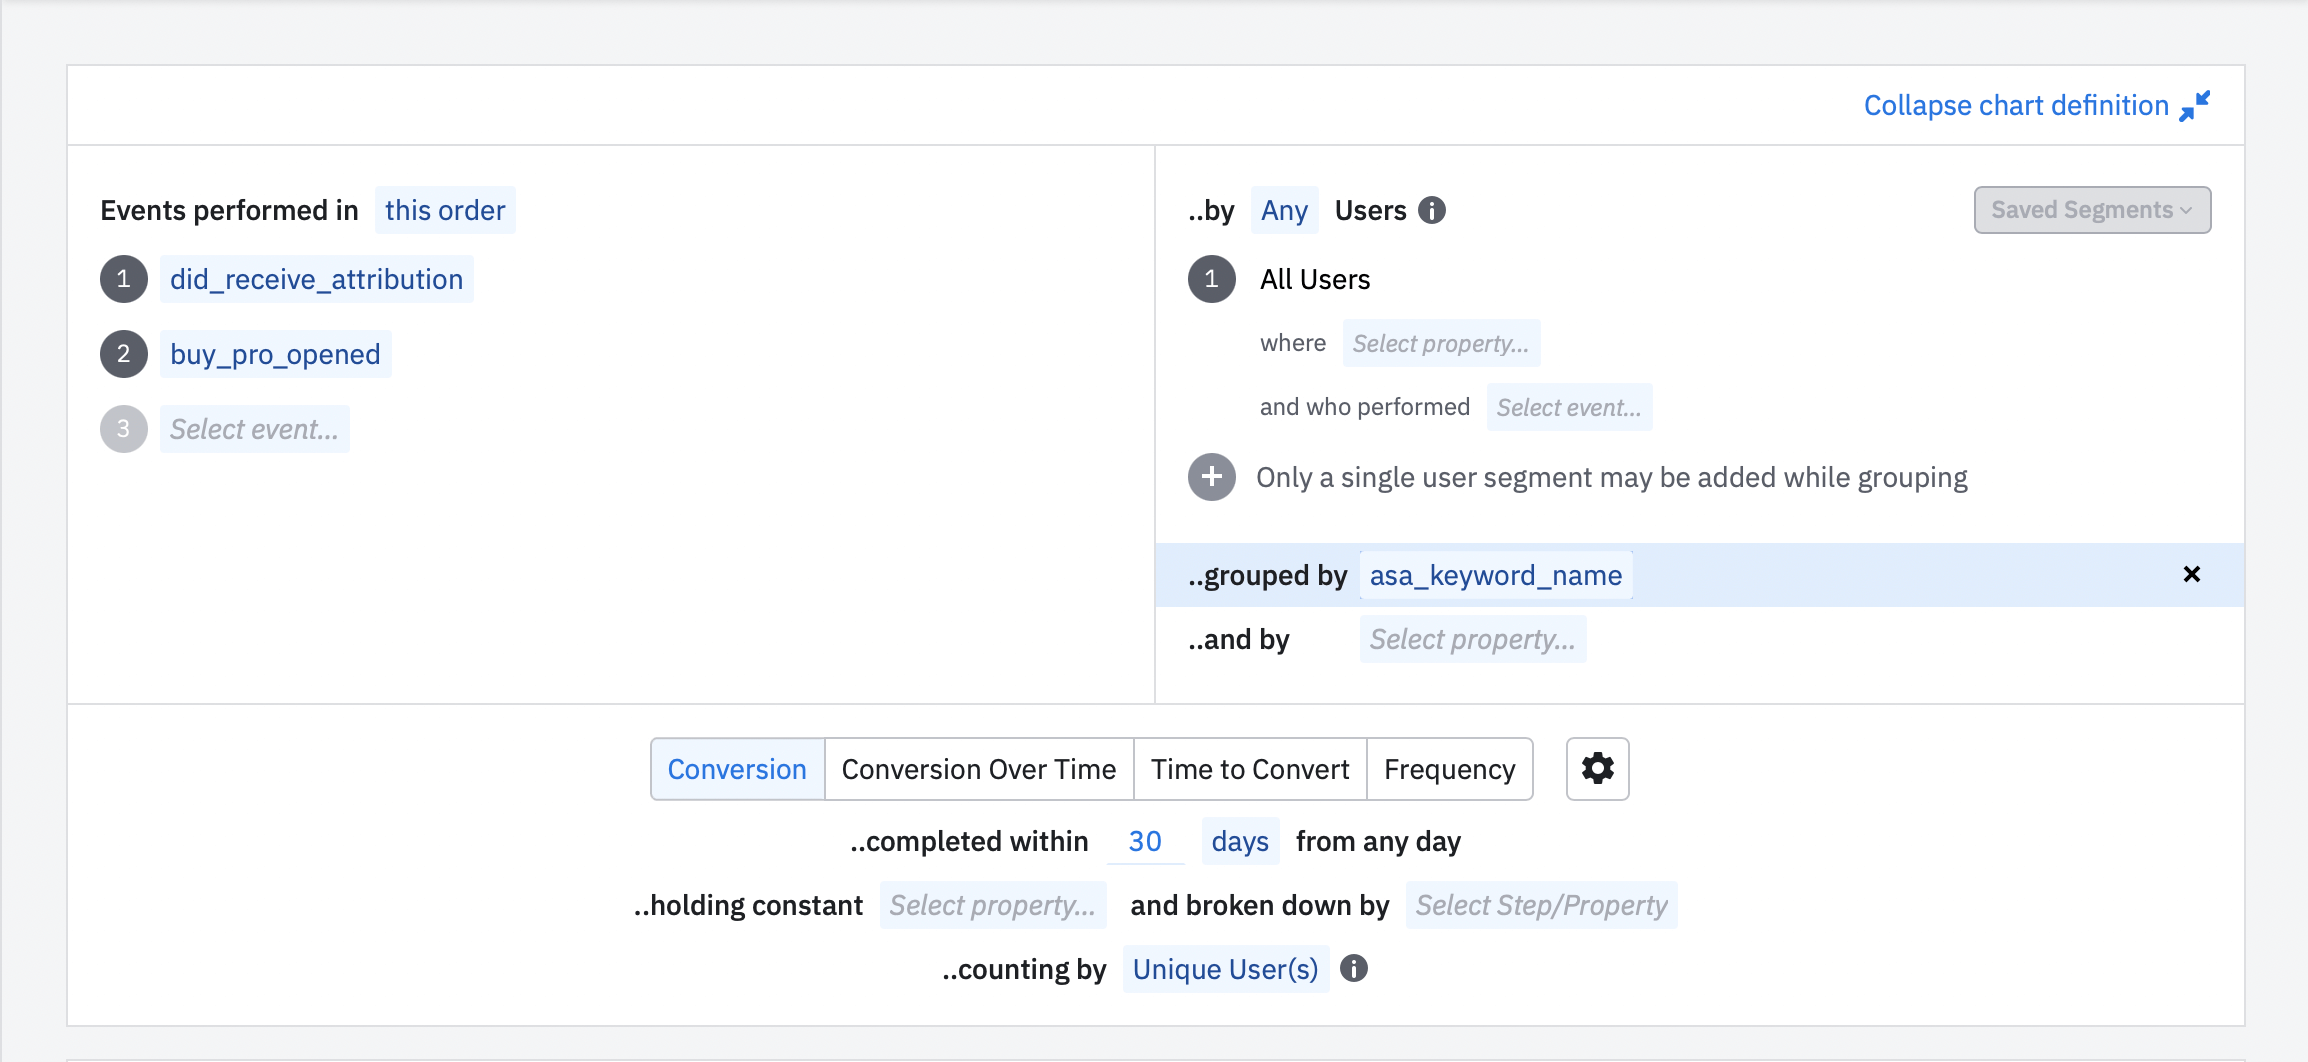 Collapse chart definition
Events performed in this order
1 did_receive_attribution
2 buy_pro_opened
3 Select event...
..by Any Users
Saved Segments
1 All Users
where Select property...
and who performed Select event...
Only a single user segment may be added while grouping
..grouped by asa_keyword_name
..and by Select property...
Conversion Conversion Over Time Time to Convert Frequency
..completed within 30 days from any day
..holding constant Select property... and broken down by Select Step/Property
..counting by Unique User(s)